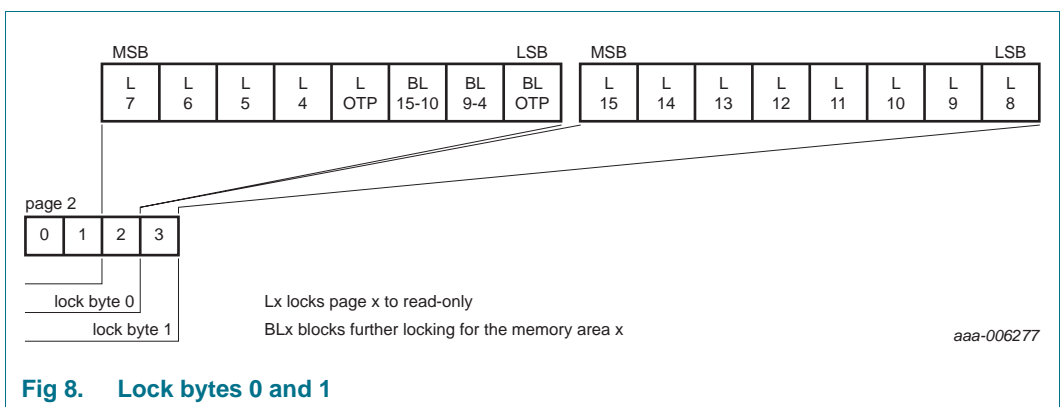 MSB LSB MSB LSB
L L L L L BL BL BL L L L L L L L L
7 6 5 4 OTP 15-10 9-4 OTP 15 14 13 12 11 10 9 8
page 2
0 1 2 3
lock byte 0 Lx locks page x to read-only
lock byte 1 BLx blocks further locking for the memory area x
aaa-006277
Fig 8. Lock bytes 0 and 1